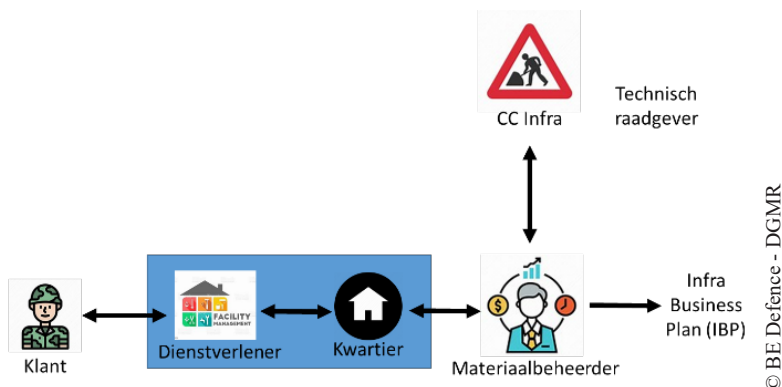 CC Infra
Technisch
raadgever
Klant
FACILITY
MANAGEMENT
Dienstverlener
Kwartier
$
Materiaalbeheerder
Infra
Business
Plan (IBP)
© BE Defence - DGMR